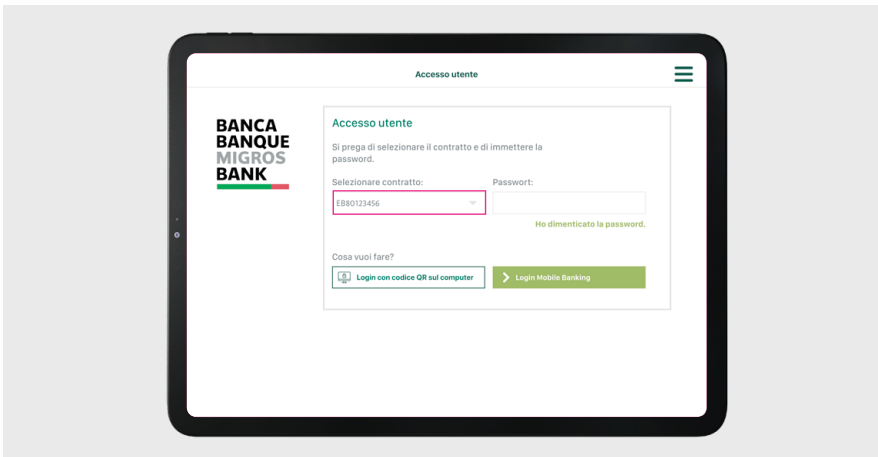 Accesso utente
BANCA
BANQUE
MIGROS
BANK
Accesso utente
Si prega di selezionare il contratto e di immettere la
password.
Selezionare contratto:
Passwort:
EB80123456
Ho dimenticato la password.
Cosa vuoi fare?
Login con codice QR sul computer
Login Mobile Banking